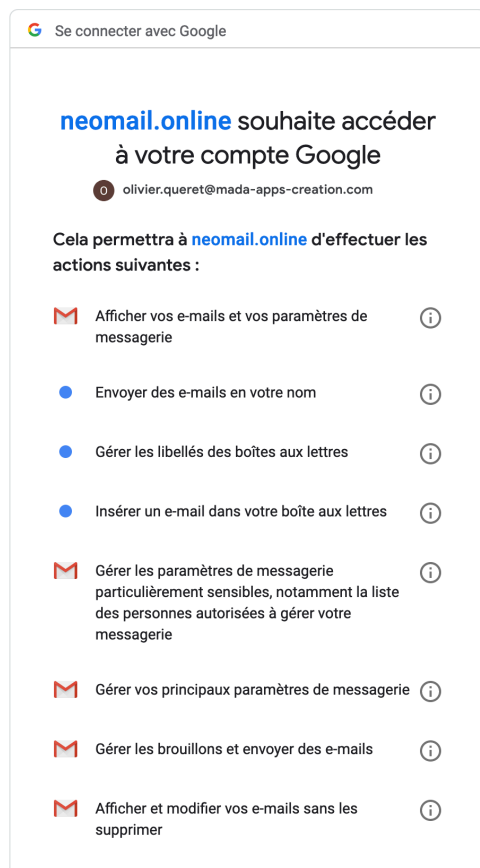 Se connecter avec Google
neomail.online souhaite accéder
à votre compte Google
O olivier.queret@mada-apps-creation.com
Cela permettra à neomail.online d'effectuer les
actions suivantes :
Afficher vos e-mails et vos paramètres de
messagerie
Envoyer des e-mails en votre nom
Gérer les libellés des boîtes aux lettres
Insérer un e-mail dans votre boîte aux lettres
Gérer les paramètres de messagerie
particulièrement sensibles, notamment la liste
des personnes autorisées à gérer votre
messagerie
Gérer vos principaux paramètres de messagerie
Gérer les brouillons et envoyer des e-mails
Afficher et modifier vos e-mails sans les
supprimer